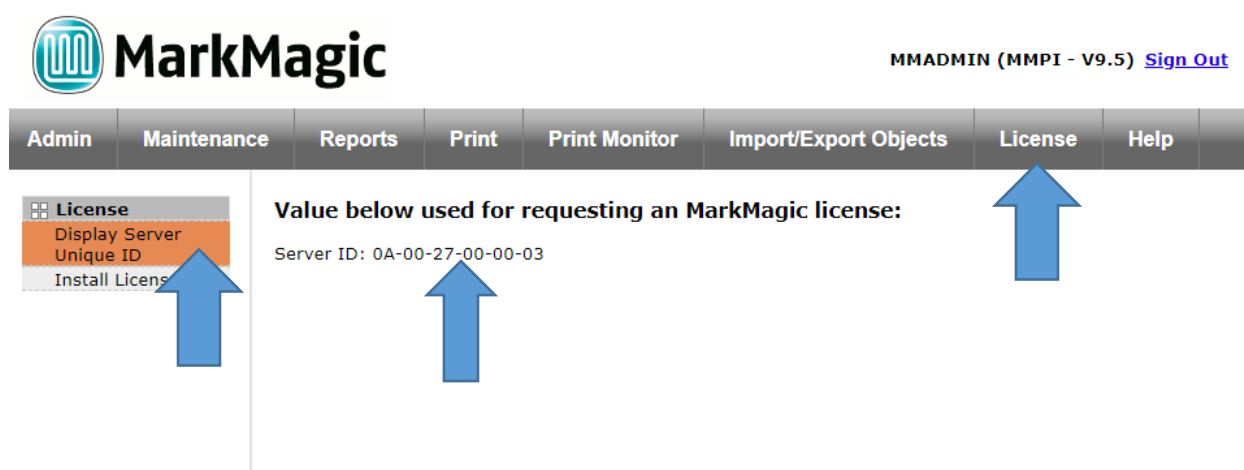 MarkMagic
MMADMIN (MMPI - V9.5) Sign Out
Admin Maintenance Reports Print Print Monitor Import/Export Objects License Help
License
Display Server
Unique ID
Install
Value below used for requesting an MarkMagic license:
Server ID: 0A-00-27-00-00-03